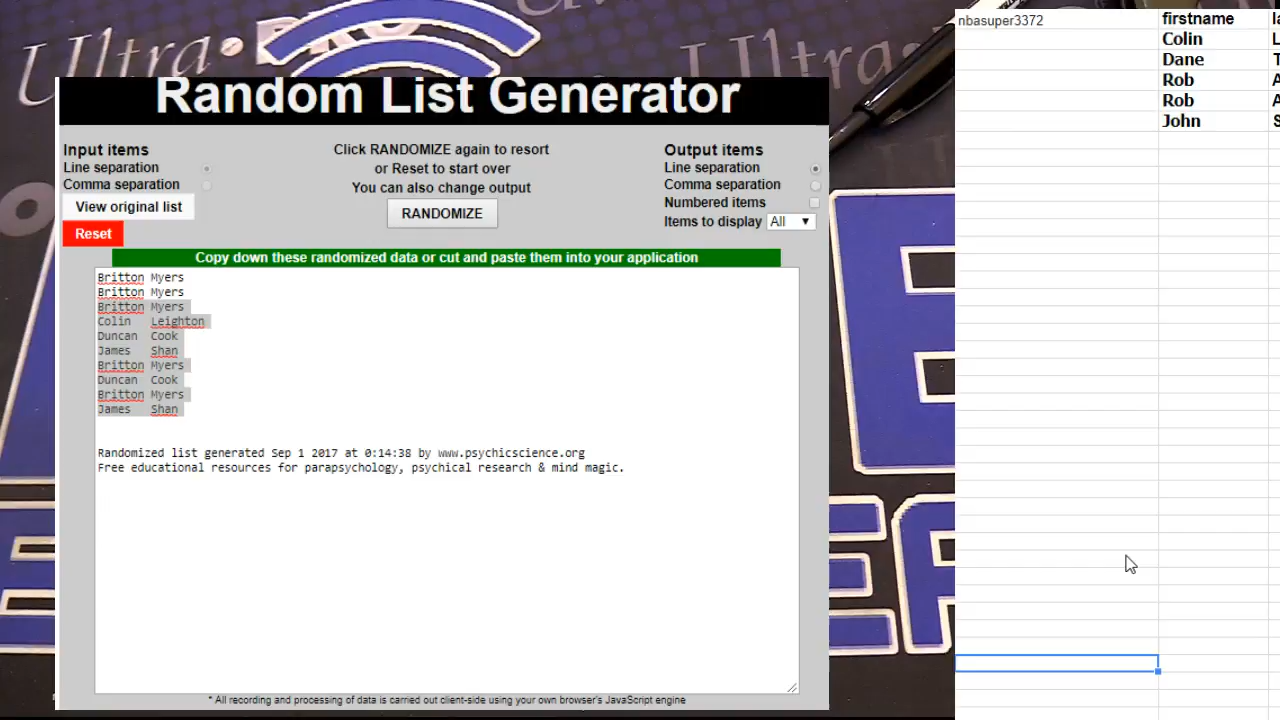 Ultra PRO
Ultra
Random List Generator
Input items
Line separation
Comma separation
View original list
Reset
Click RANDOMIZE again to resort
or Reset to start over
You can also change output
RANDOMIZE
Output items
Line separation
Comma separation
Numbered items
Items to display All
Copy down these randomized data or cut and paste them into your application
Britton Myers
Britton Myers
Britton Myers
Colin Leighton
Duncan Cook
James Shan
Britton Myers
Duncan Cook
Britton Myers
James Shan
Randomized list generated Sep 1 2017 at 0:14:38 by www.psychicscience.org
Free educational resources for parapsychology, psychical research & mind magic.
* All recording and processing of data is carried out client-side using your own browser's JavaScript engine
nbasuper3372 firstname
Colin L
Dane T
Rob A
Rob A
John S